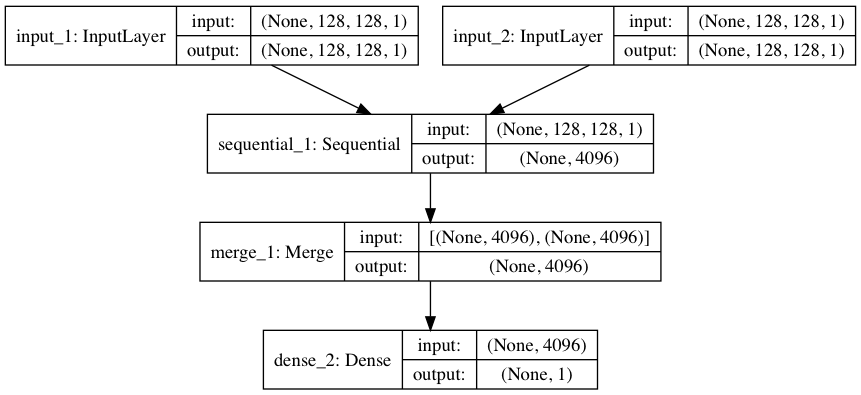 input_1: InputLayer
input:
(None, 128, 128, 1)
output:
(None, 128, 128, 1)
input_2: InputLayer
input:
(None, 128, 128, 1)
output:
(None, 128, 128, 1)
sequential_1: Sequential
input:
(None, 128, 128, 1)
output:
(None, 4096)
merge_1: Merge
input:
[(None, 4096), (None, 4096)]
output:
(None, 4096)
dense_2: Dense
input:
(None, 4096)
output:
(None, 1)